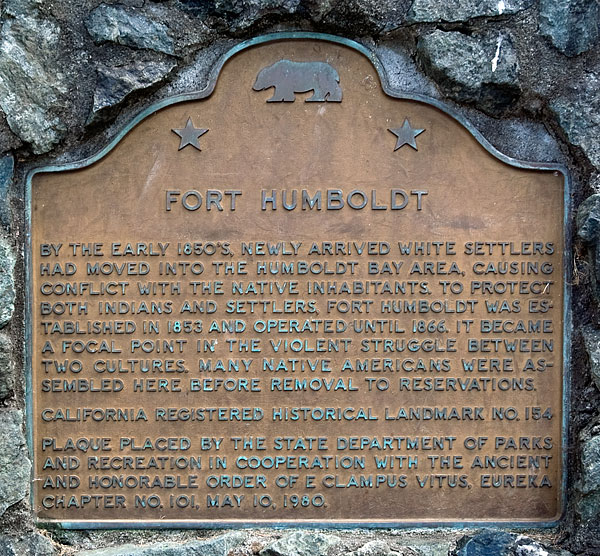 FORT HUMBOLDT
BY THE EARLY 1850'S, NEWLY ARRIVED WHITE SETTLERS
HAD MOVED INTO THE HUMBOLDT BAY AREA, CAUSING
CONFLICT WITH THE NATIVE INHABITANTS. TO PROTECT
BOTH INDIANS AND SETTLERS, FORT HUMBOLDT WAS ES-
TABLISHED IN 1853 AND OPERATED UNTIL 1866. IT BECAME
A FOCAL POINT IN THE VIOLENT STRUGGLE BETWEEN
TWO CULTURES. MANY NATIVE AMERICANS WERE AS-
SEMBLED HERE BEFORE REMOVAL TO RESERVATIONS.
CALIFORNIA REGISTERED HISTORICAL LANDMARK NO. 154
PLAQUE PLACED BY THE STATE DEPARTMENT OF PARKS
AND RECREATION IN COOPERATION WITH THE ANCIENT
AND HONORABLE ORDER OF E CLAMPUS VITUS, EUREKA
CHAPTER NO. 101, MAY 10, 1980.